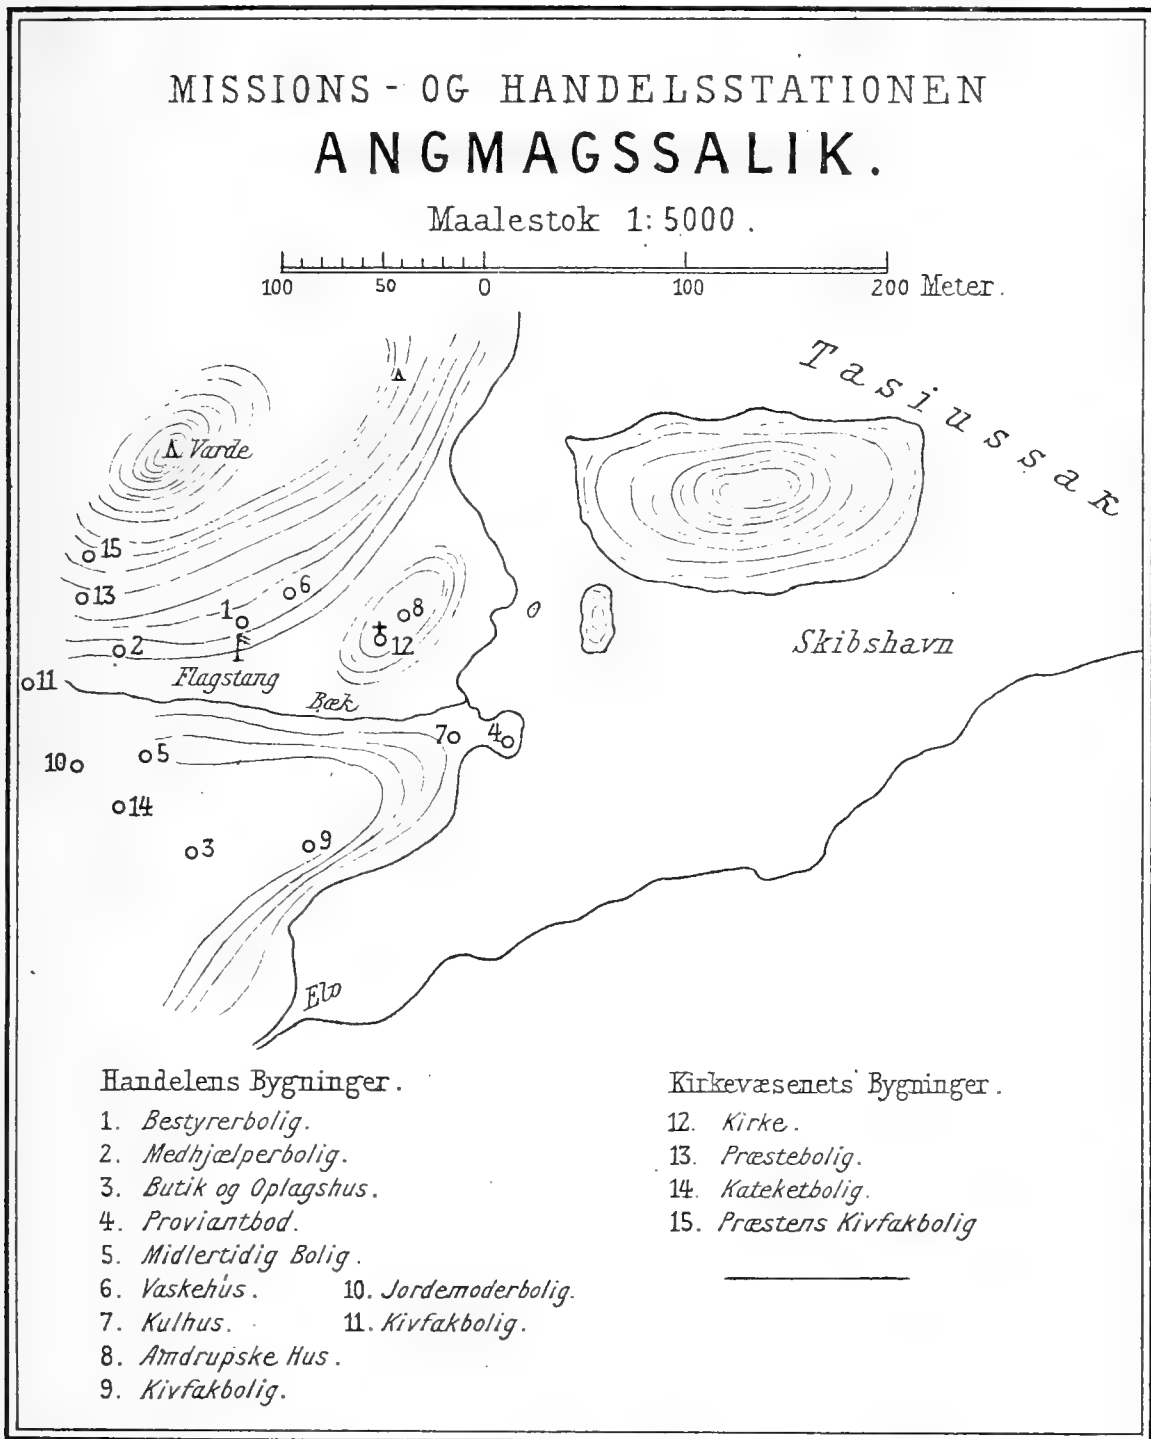 MISSIONS - OG HANDELSSTATIONEN
ANGMAGSSALIK.
Maalestok 1:5000.
100 50 0 100 200 Meter.
Tasiussak
Varde
15
13
6
1
8
2
12
Flagstang
Skibshavn
11
Bæk
7
4
5
10
14
3
9
Elv
Handelens Bygninger.
1. Bestyrerbolig.
2. Medhjælperbolig.
3. Butik og Oplagshus.
4. Proviantbod.
5. Midlertidig Bolig.
6. Vaskehus.
7. Kulhus.
8. Amdrupske Hus.
9. Kivfakbolig.
10. Jordemoderbolig.
11. Kivfakbolig.
Kirkevæsenets Bygninger.
12. Kirke.
13. Præstebolig.
14. Kateketbolig.
15. Præstens Kivfakbolig